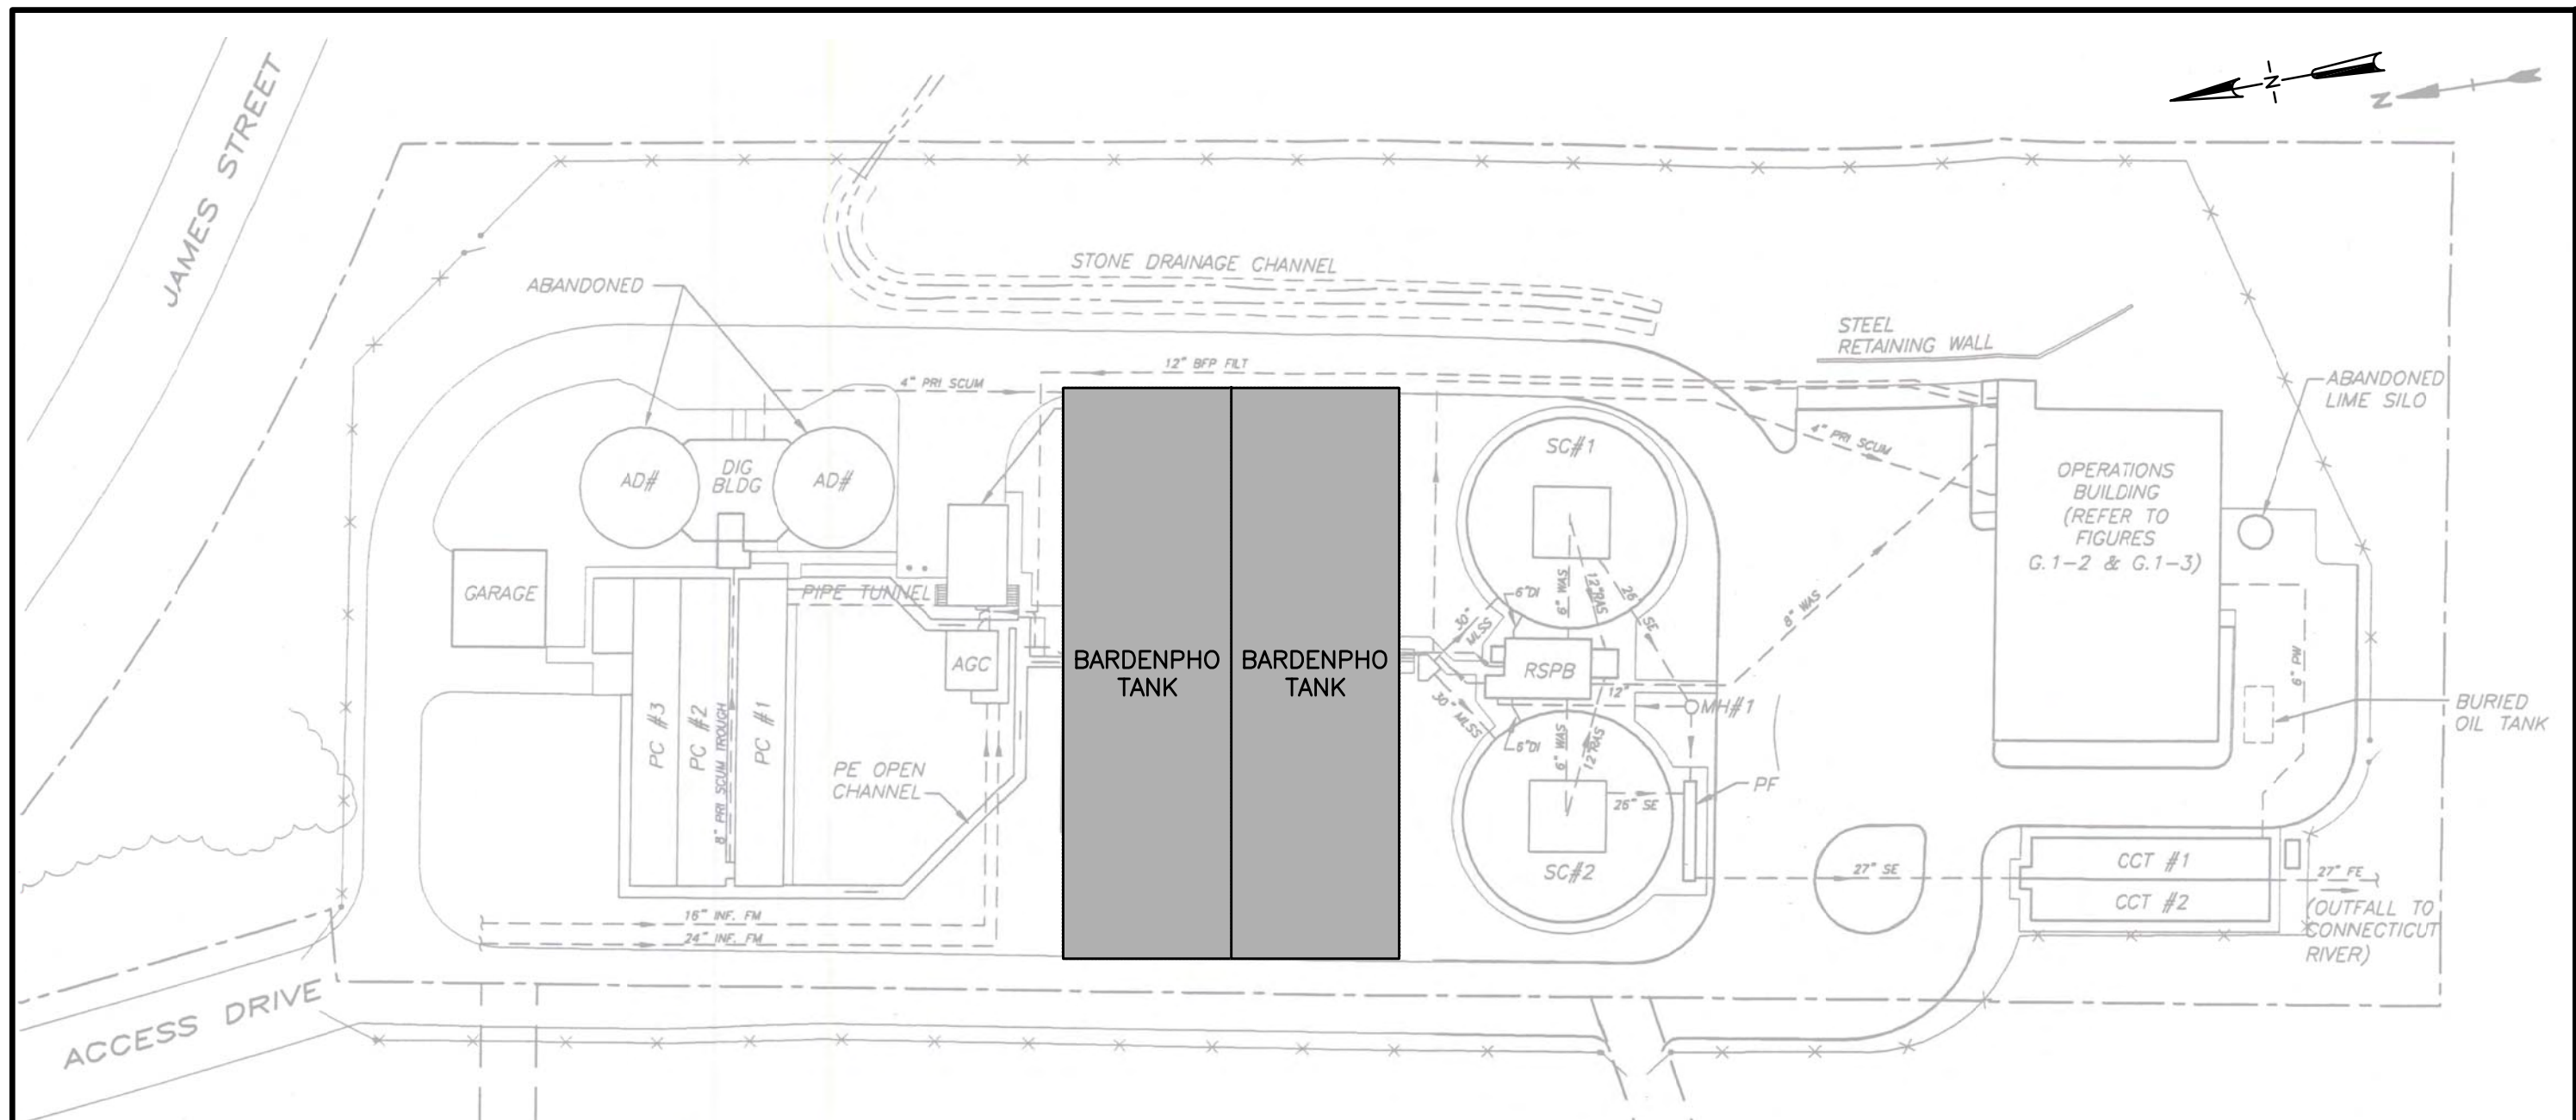 JAMES STREET
N
N
STONE DRAINAGE CHANNEL
ABANDONED
STEEL
RETAINING WALL
12" BFP FILT
4" PRI SCUM
ABANDONED
LIME SILO
AD#
DIG
BLDG
AD#
SC#1
4" PRI SCUM
OPERATIONS
BUILDING
(REFER TO
FIGURES
G.1-2 & G.1-3)
GARAGE
PIPE TUNNEL
6"DI
6" WAS
12"RAS
26"
SE
30"
MLSS
8" WAS
AGC
BARDENPHO
TANK
BARDENPHO
TANK
RSPB
12"
6" PW
PC #3
PC #2
8" PRI SCUM TROUGH
PC #1
30" MLSS
MH#1
BURIED
OIL TANK
6"DI
6" WAS
12"RAS
PE OPEN
CHANNEL
PF
26" SE
SC#2
27" SE
CCT #1
CCT #2
27" FE
(OUTFALL TO
CONNECTICUT
RIVER)
16" INF. FM
24" INF. FM
ACCESS DRIVE